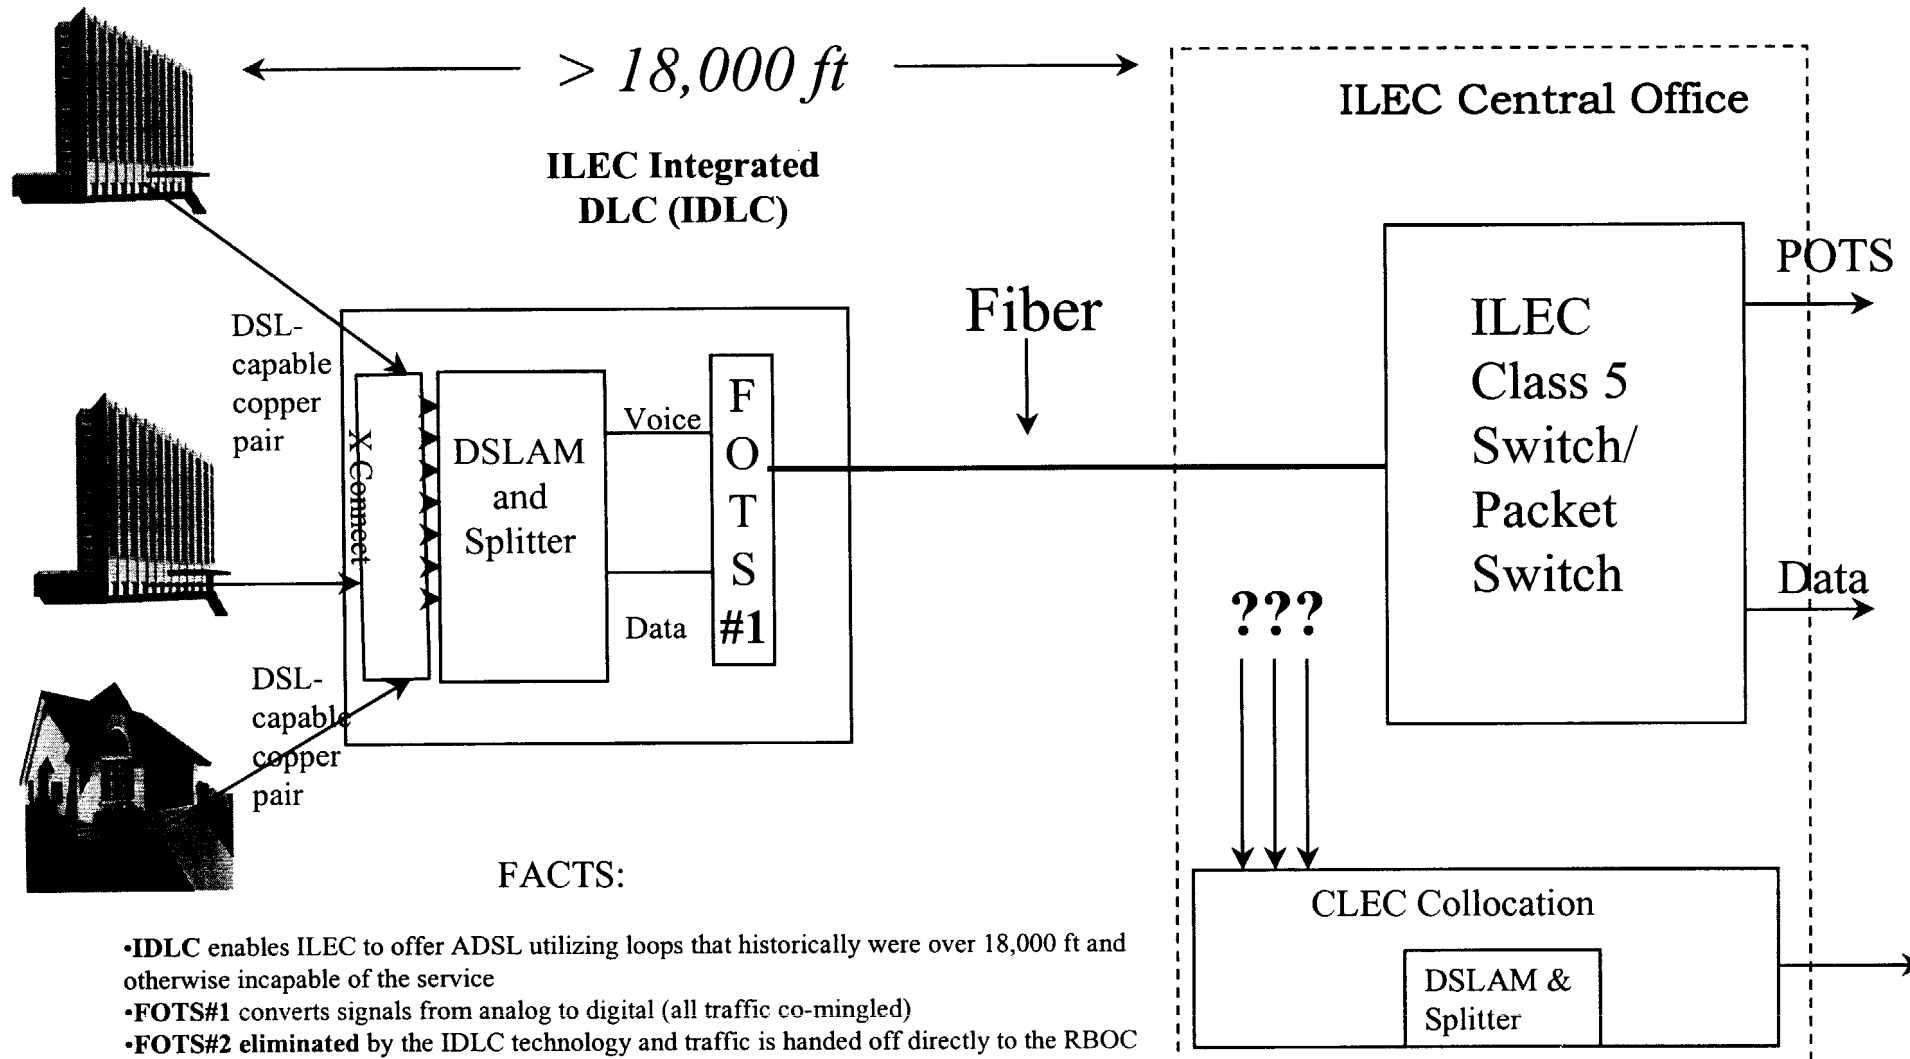 > 18,000 ft
ILEC Central Office
ILEC Integrated
DLC (IDLC)
POTS
Fiber
ILEC
Class 5
Switch/
Packet
Switch
Data
DSL-
capable
copper
pair
X Connect
DSLAM
and
Splitter
Voice
Data
F
O
T
S
#1
???
DSL-
capable
copper
pair
FACTS:
CLEC Collocation
DSLAM &
Splitter
•IDLC enables ILEC to offer ADSL utilizing loops that historically were over 18,000 ft and
otherwise incapable of the service
•FOTS#1 converts signals from analog to digital (all traffic co-mingled)
•FOTS#2 eliminated by the IDLC technology and traffic is handed off directly to the RBOC